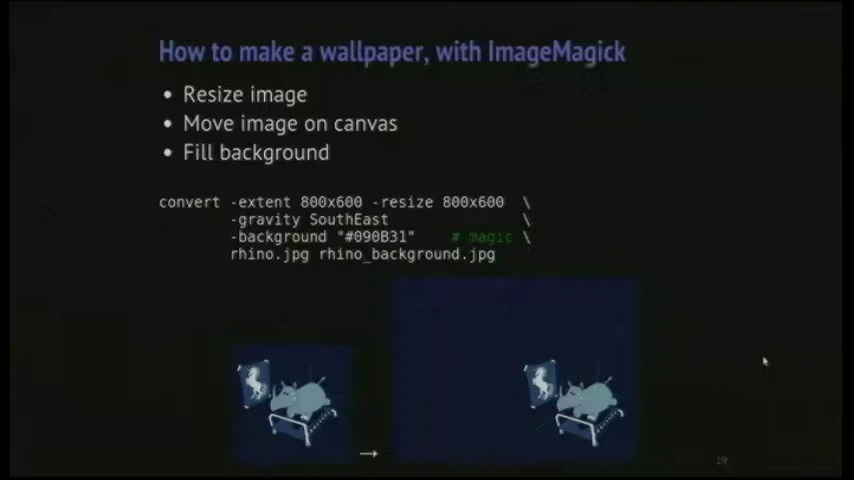 How to make a wallpaper, with ImageMagick
• Resize image
• Move image on canvas
• Fill background
convert -extent 800x600 -resize 800x600 \
-gravity SouthEast \
-background "#090B31" # magic \
rhino.jpg rhino_background.jpg
→
19